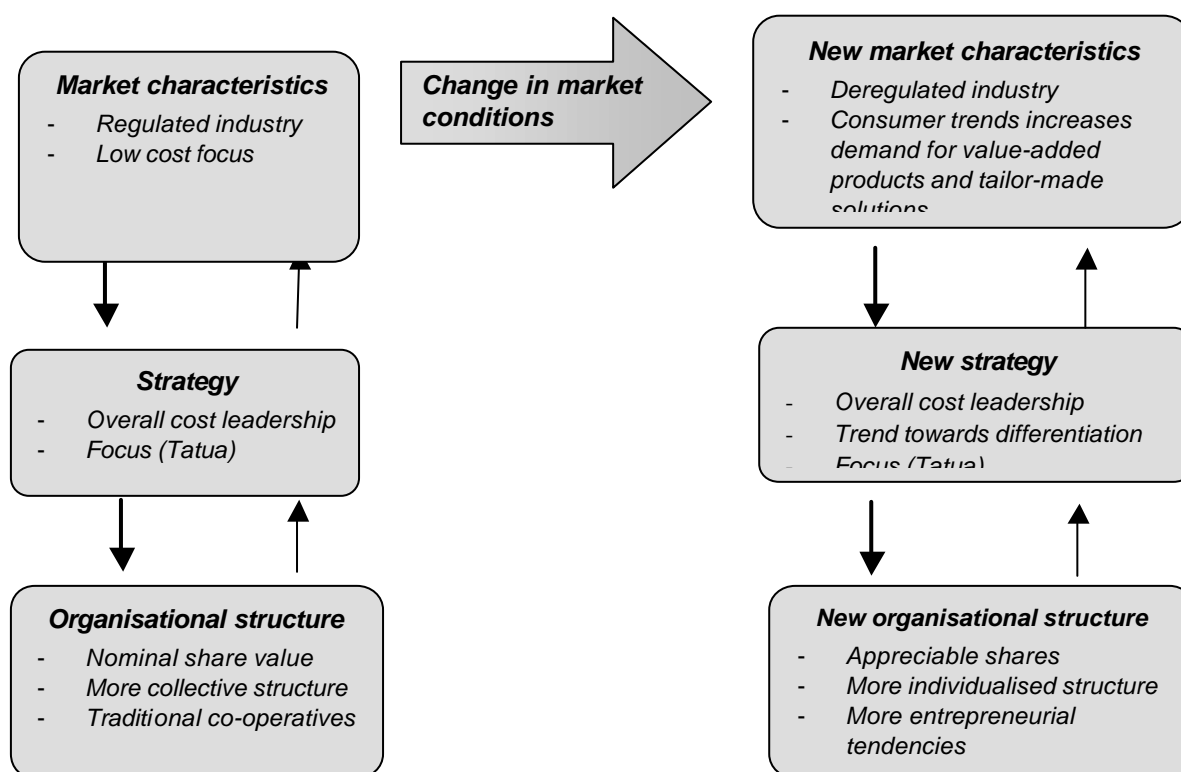 Market characteristics
- Regulated industry
- Low cost focus
Change in market
conditions
New market characteristics
- Deregulated industry
- Consumer trends increases
demand for value-added
products and tailor-made
solutions
Strategy
- Overall cost leadership
- Focus (Tatua)
New strategy
- Overall cost leadership
- Trend towards differentiation
- Focus (Tatua)
Organisational structure
- Nominal share value
- More collective structure
- Traditional co-operatives
New organisational structure
- Appreciable shares
- More individualised structure
- More entrepreneurial
tendencies